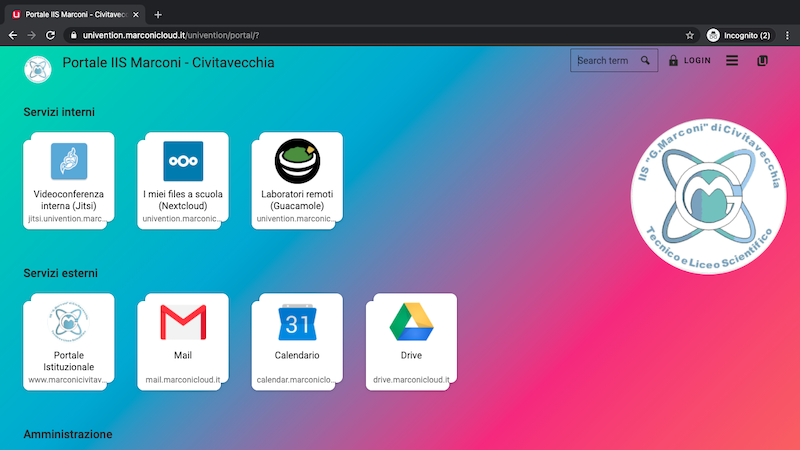 Portale IIS Marconi - Civitavecc
univention.marconicloud.it/univention/portal/?
Incognito (2)
Portale IIS Marconi - Civitavecchia
Search term
LOGIN
Servizi interni
Videoconferenza
interna (Jitsi)
jitsi.univention.marc...
I miei files a scuola
(Nextcloud)
univention.marconic...
Laboratori remoti
(Guacamole)
univention.marconic...
IIS "G.Marconi" di Civitavecchia
Tecnico e Liceo Scientifico
Servizi esterni
Portale
Istituzionale
www.marconicivitav...
Mail
mail.marconicloud.it
31
Calendario
calendar.marconiclo...
Drive
drive.marconicloud.it
Amministrazione